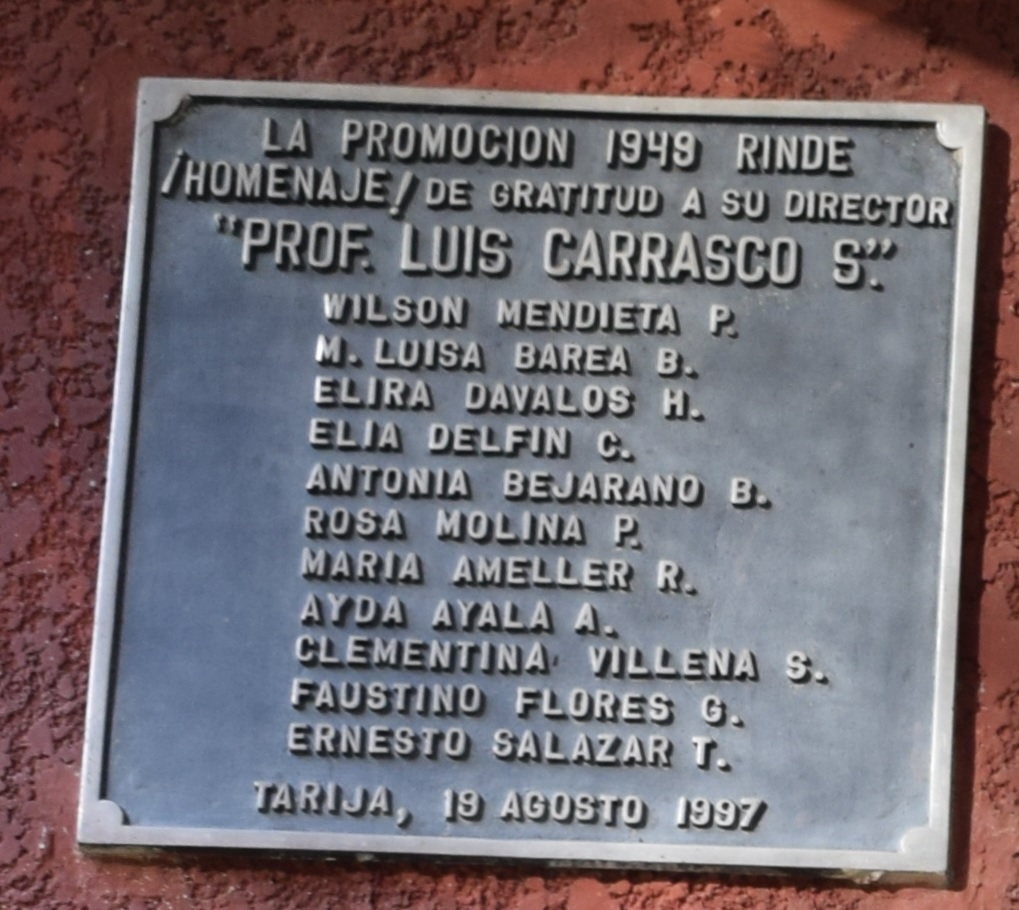 LA PROMOCION 1949 RINDE
¡HOMENAJE! DE GRATITUD A SU DIRECTOR
"PROF. LUIS CARRASCO S."
WILSON MENDIETA P.
M. LUISA BAREA B.
ELIRA DAVALOS H.
ELIA DELFIN C.
ANTONIA BEJARANO B.
ROSA MOLINA P.
MARIA AMELLER R.
AYDA AYALA A.
CLEMENTINA VILLENA S.
FAUSTINO FLORES G.
ERNESTO SALAZAR T.
TARIJA, 19 AGOSTO 1997